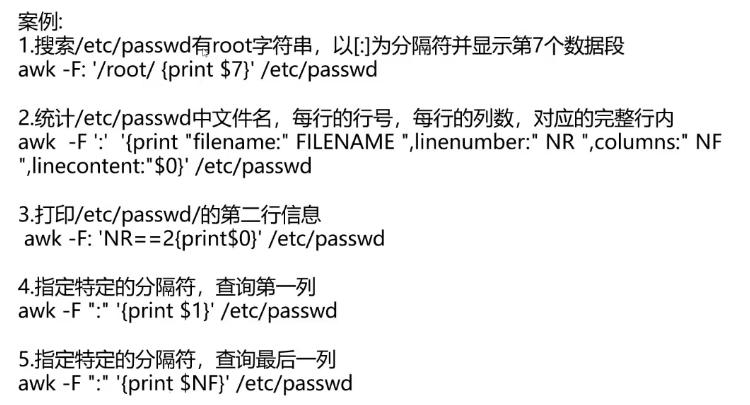 案例:
1.搜索/etc/passwd有root字符串，以[:]为分隔符并显示第7个数据段
awk -F: '/root/ {print $7}' /etc/passwd
2.统计/etc/passwd中文件名，每行的行号，每行的列数，对应的完整行内
awk  -F ':'  '{print "filename:" FILENAME ",linenumber:" NR ",columns:" NF
",linecontent:"$0}' /etc/passwd
3.打印/etc/passwd/的第二行信息
awk -F: 'NR==2{print$0}' /etc/passwd
4.指定特定的分隔符，查询第一列
awk -F ":" '{print $1}' /etc/passwd
5.指定特定的分隔符，查询最后一列
awk -F ":" '{print $NF}' /etc/passwd